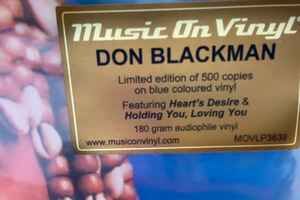 Music On Vinyl
DON BLACKMAN
Limited edition of 500 copies
on blue coloured vinyl
Featuring Heart's Desire &
Holding You, Loving You
180 gram audiophile vinyl
www.musiconvinyl.com MOVLP3638